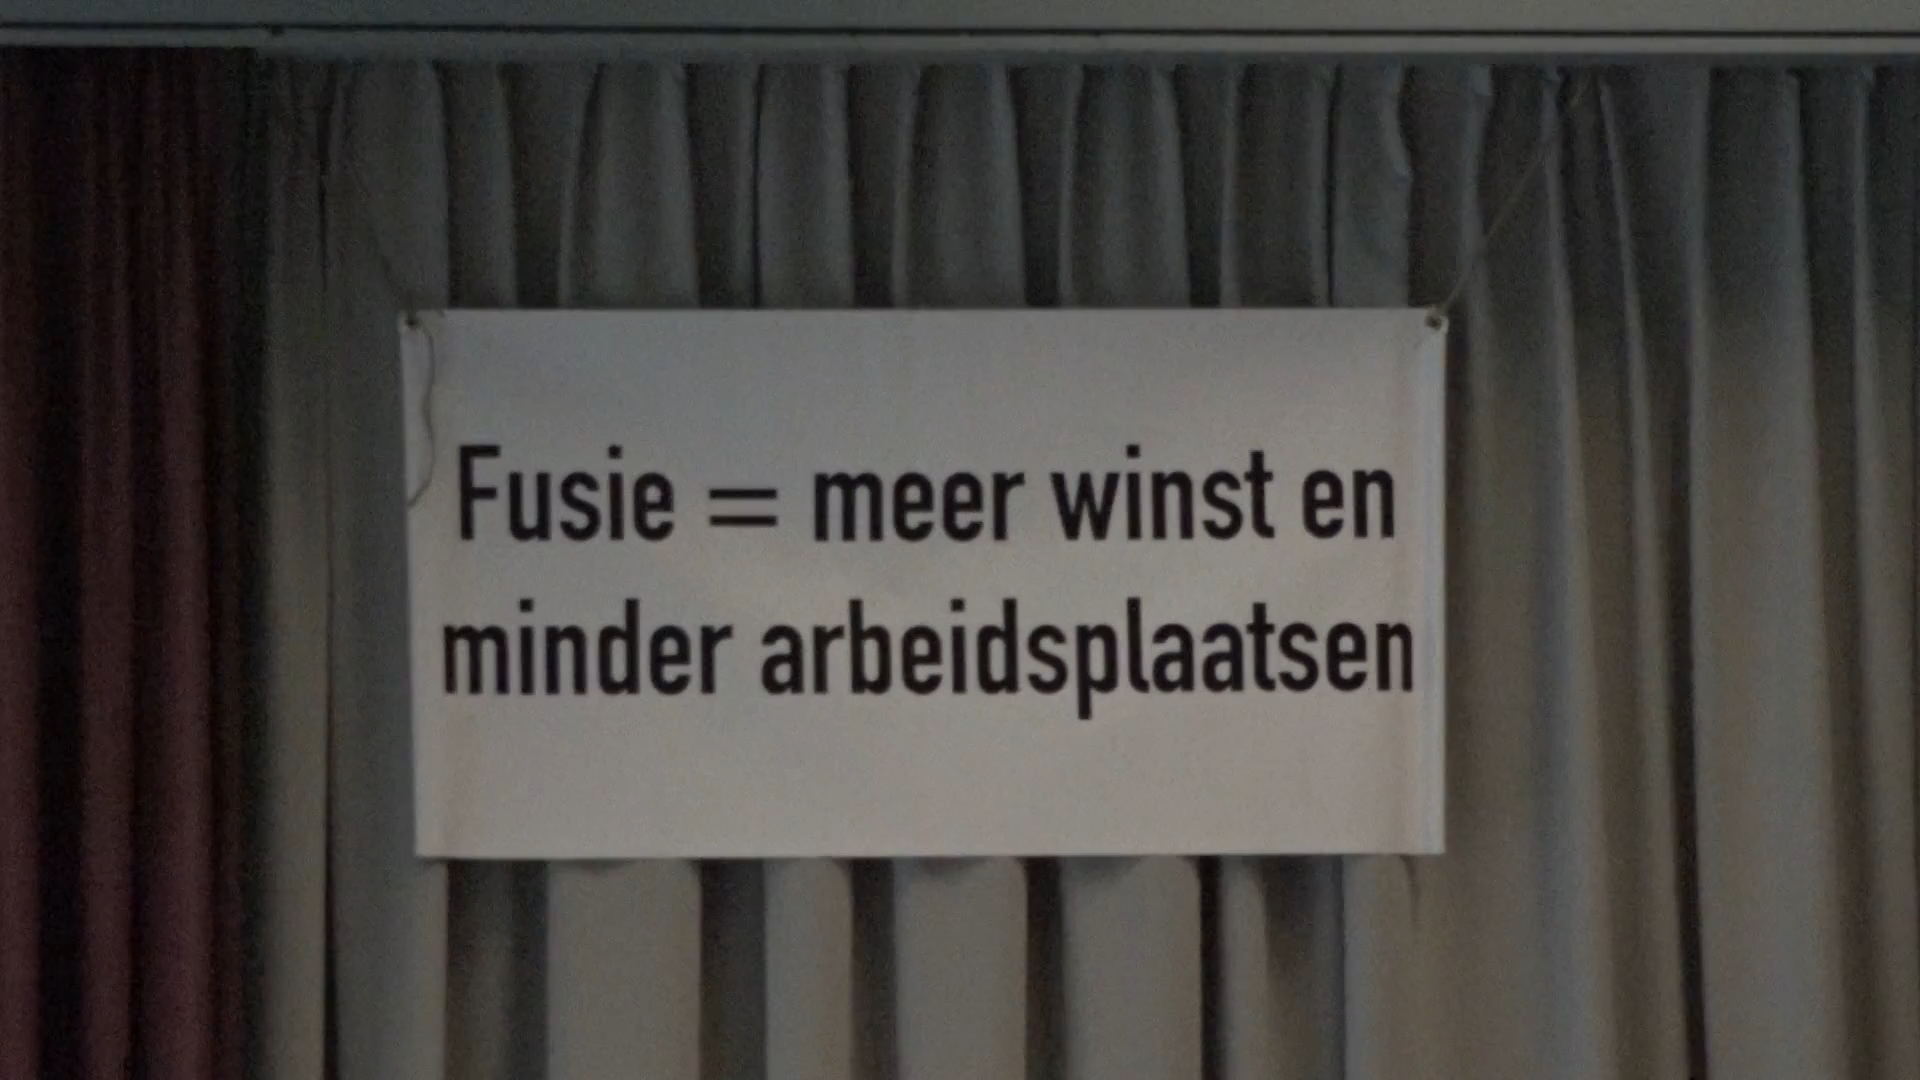 Fusie = meer winst en
minder arbeidsplaatsen